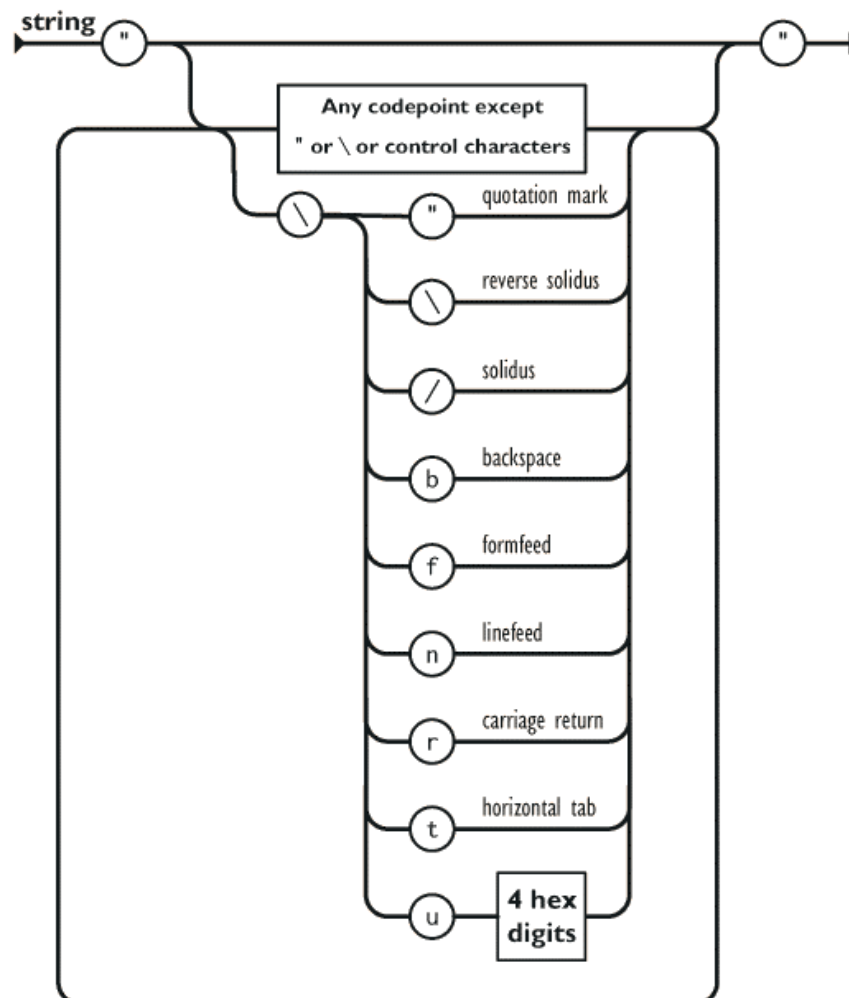 string
" "
Any codepoint except
" or \ or control characters
\ " quotation mark
\ reverse solidus
/ solidus
b backspace
f formfeed
n linefeed
r carriage return
t horizontal tab
u 4 hex
digits